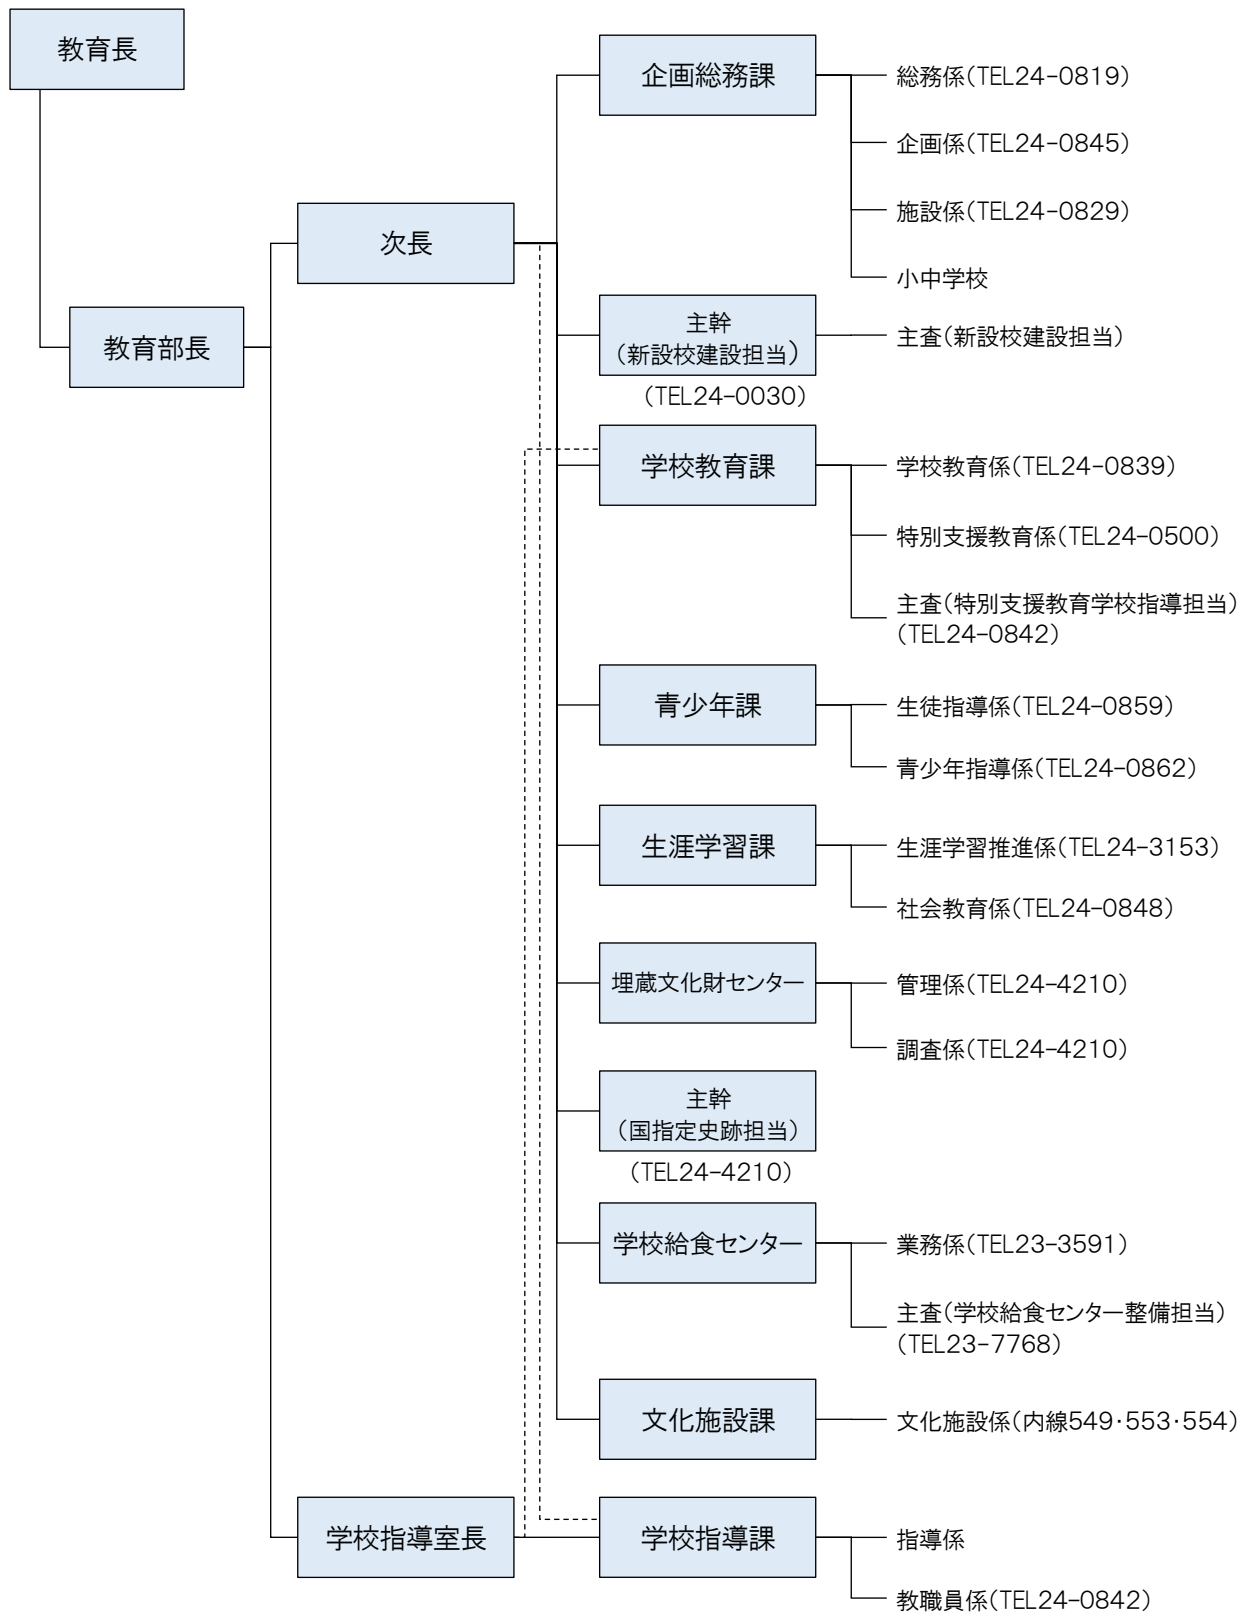 教育長
教育部長
次長
企画総務課
総務係(TEL24-0819)
企画係(TEL24-0845)
施設係(TEL24-0829)
小中学校
主幹
(新設校建設担当)
(TEL24-0030)
主査(新設校建設担当)
学校教育課
学校教育係(TEL24-0839)
特別支援教育係(TEL24-0500)
主査(特別支援教育学校指導担当)
(TEL24-0842)
青少年課
生徒指導係(TEL24-0859)
青少年指導係(TEL24-0862)
生涯学習課
生涯学習推進係(TEL24-3153)
社会教育係(TEL24-0848)
埋蔵文化財センター
管理係(TEL24-4210)
調査係(TEL24-4210)
主幹
(国指定史跡担当)
(TEL24-4210)
学校給食センター
業務係(TEL23-3591)
主査(学校給食センター整備担当)
(TEL23-7768)
文化施設課
文化施設係(内線549・553・554)
学校指導室長
学校指導課
指導係
教職員係(TEL24-0842)